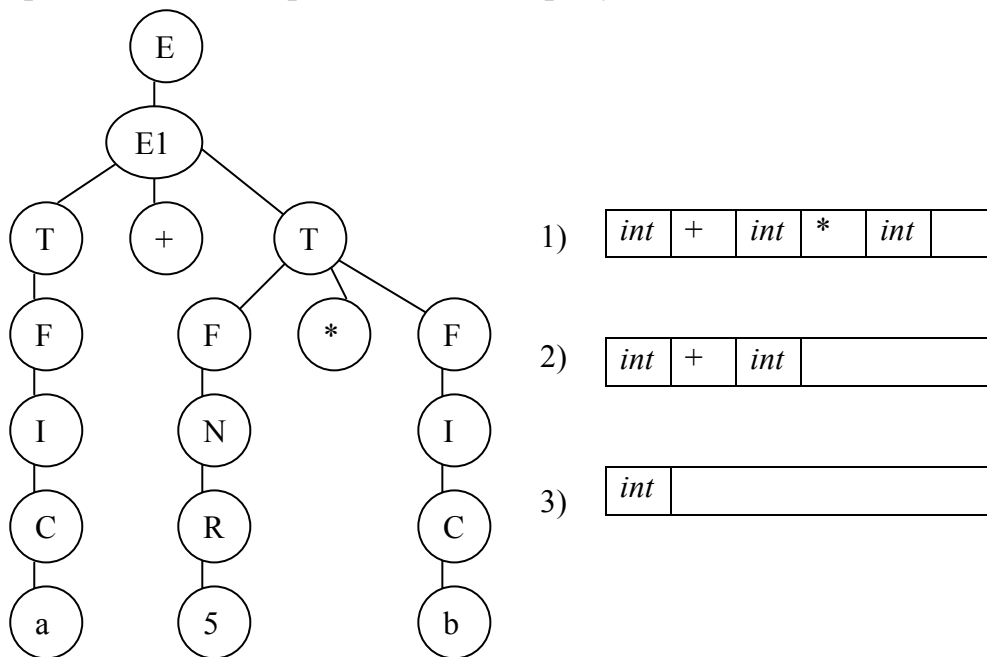 E
E1
T + T
1) int + int * int
F F * F
2) int + int
I N I
3) int
C R C
a 5 b